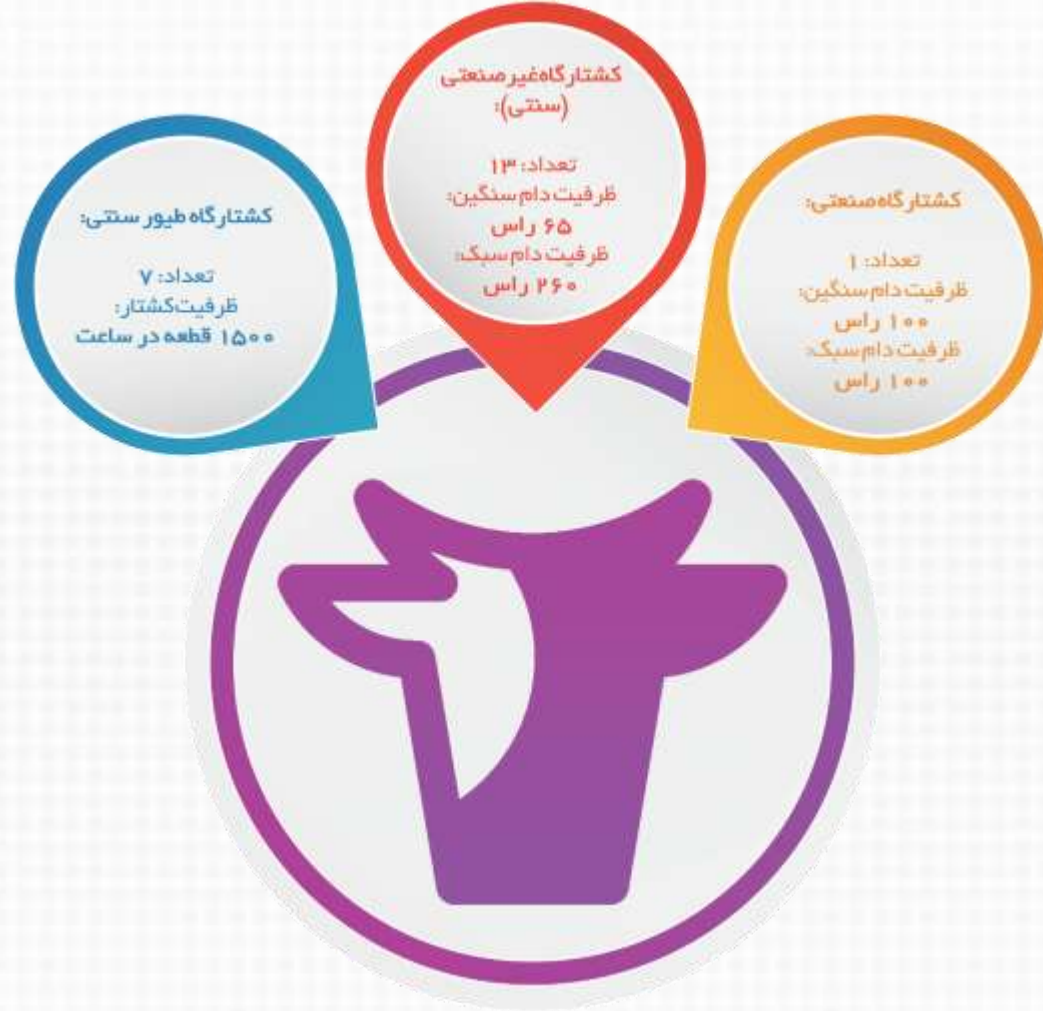 کشتارگاه صنعتی:
تعداد: ۱
ظرفیت دام سنگین:
۱۰۰ راس
ظرفیت دام سبک:
۱۰۰ راس
کشتارگاه غیر صنعتی
(سنتی):
تعداد: ۱۳
ظرفیت دام سنگین:
۶۵ راس
ظرفیت دام سبک:
۲۶۰ راس
کشتارگاه طیور سنتی:
تعداد: ۷
ظرفیت کشتار:
۱۵۰۰ قطعه در ساعت